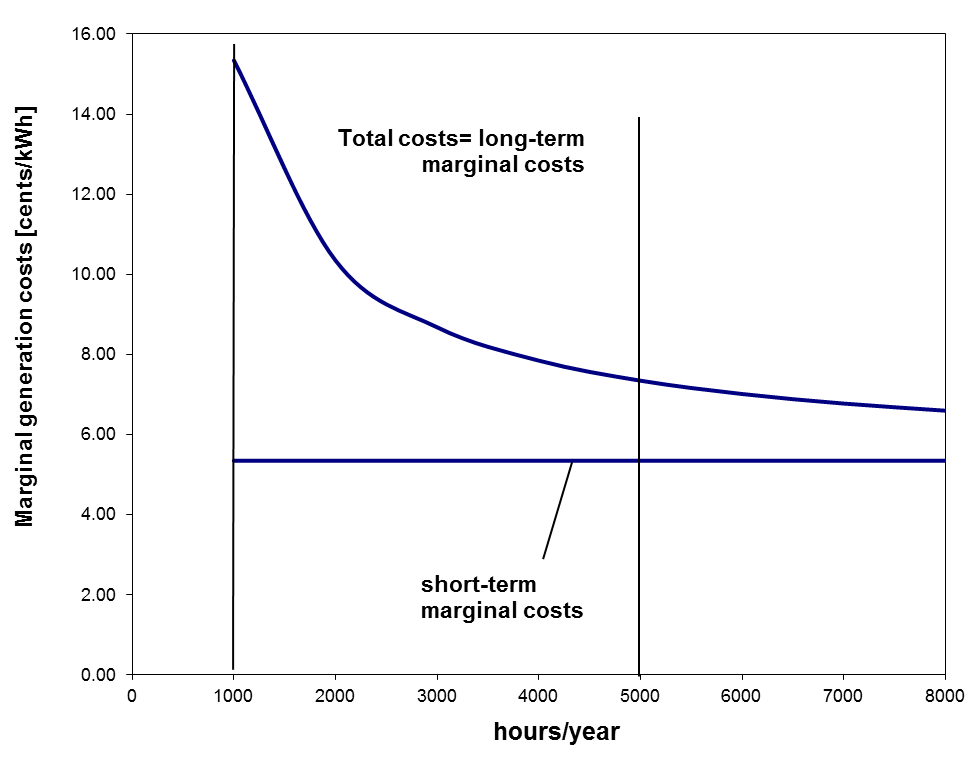 16.00
14.00
12.00
10.00
8.00
6.00
4.00
2.00
0.00
Marginal generation costs [cents/kWh]
Total costs= long-term
marginal costs
short-term
marginal costs
0 1000 2000 3000 4000 5000 6000 7000 8000
hours/year